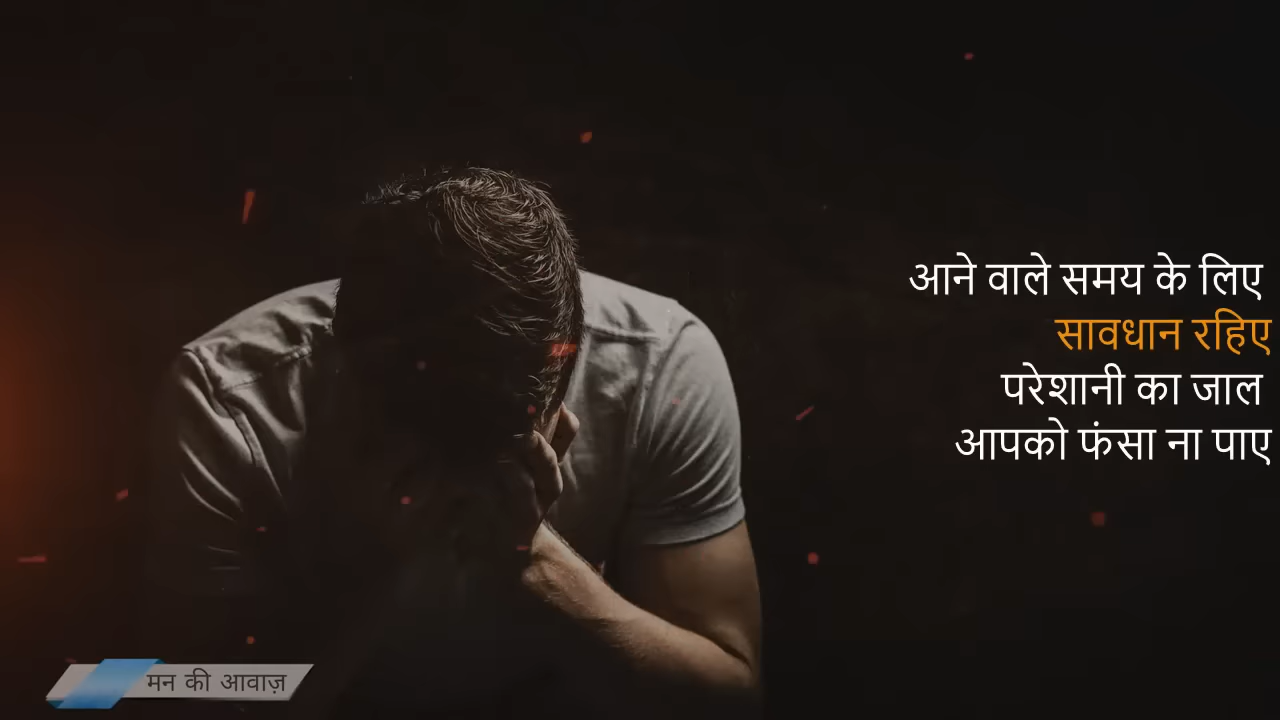 आने वाले समय के लिए
सावधान रहिए
परेशानी का जाल
आपको फंसा ना पाए
मन की आवाज़